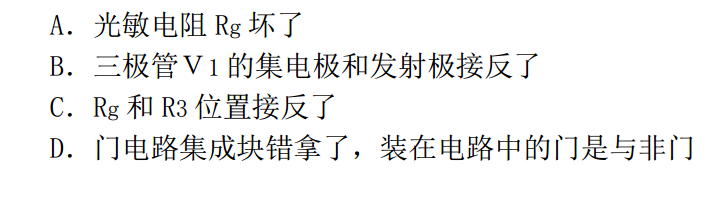 A. 光敏电阻 Rg 坏了
B. 三极管V1的集电极和发射极接反了
C. Rg 和 R3 位置接反了
D. 门电路集成块错拿了，装在电路中的门是与非门